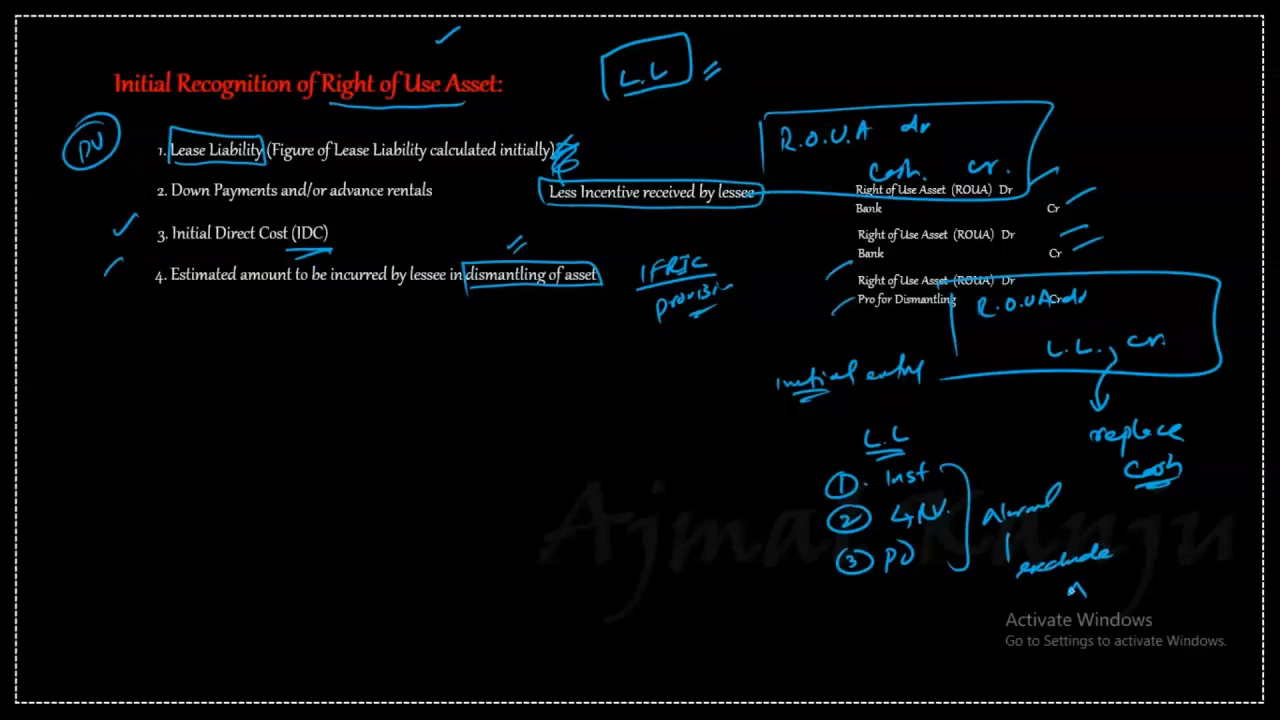 Initial Recognition of Right of Use Asset:
L.L
PV
1. Lease Liability (Figure of Lease Liability calculated initially)
R.O.U.A dr
cash. cr.
2. Down Payments and/or advance rentals
Less Incentive received by lessee
Right of Use Asset (ROUA) Dr
Bank Cr
3. Initial Direct Cost (IDC)
Right of Use Asset (ROUA) Dr
Bank Cr
4. Estimated amount to be incurred by lessee in dismantling of asset
IFRIC
Right of Use Asset (ROUA) Dr
Pro for Dismantling Cr
R.O.UA dr
L.L. cr.
initial entry
replace
cash
L.L
1 Inst
2 GRV.
3 PO
exclude
Ajmal Kanju
Activate Windows
Go to Settings to activate Windows.